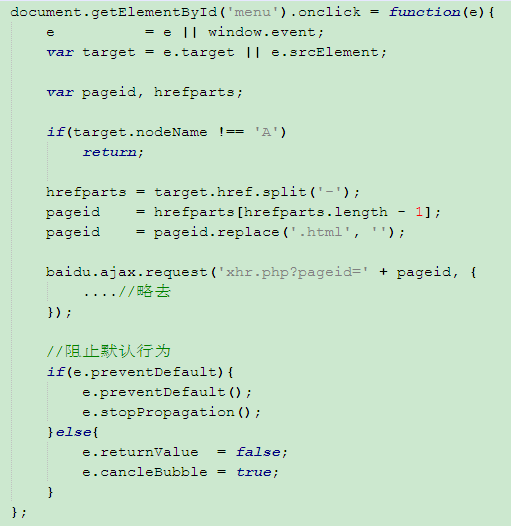 document.getElementById('menu').onclick = function(e){
    e         = e || window.event;
    var target = e.target || e.srcElement;

    var pageid, hrefparts;

    if(target.nodeName !== 'A')
        return;

    hrefparts = target.href.split('-');
    pageid    = hrefparts[hrefparts.length - 1];
    pageid    = pageid.replace('.html', '');

    baidu.ajax.request('xhr.php?pageid=' + pageid, {
        ....//略去
    });

    //阻止默认行为
    if(e.preventDefault){
        e.preventDefault();
        e.stopPropagation();
    }else{
        e.returnValue  = false;
        e.cancleBubble = true;
    }
};